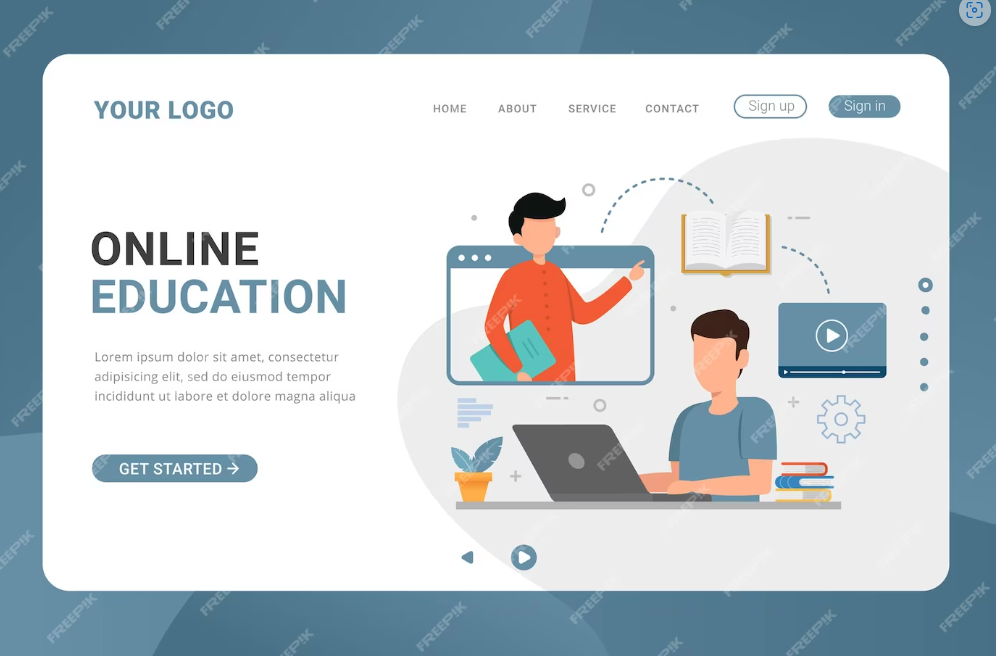 YOUR LOGO
HOME ABOUT SERVICE CONTACT Sign up Sign in
ONLINE
EDUCATION
Lorem ipsum dolor sit amet, consectetur
adipisicing elit, sed do eiusmod tempor
incididunt ut labore et dolore magna aliqua
GET STARTED →
FREEPIK